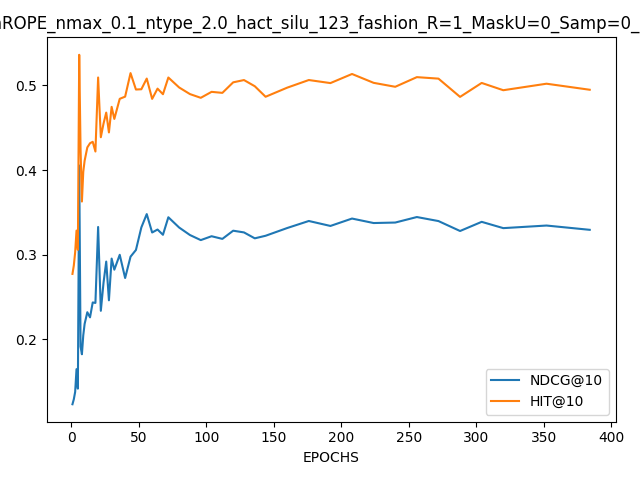 ROPE_nmax_0.1_ntype_2.0_hact_silu_123_fashion_R=1_MaskU=0_Samp=0_
0.5
0.4
0.3
0.2
NDCG@10
HIT@10
0 50 100 150 200 250 300 350 400
EPOCHS